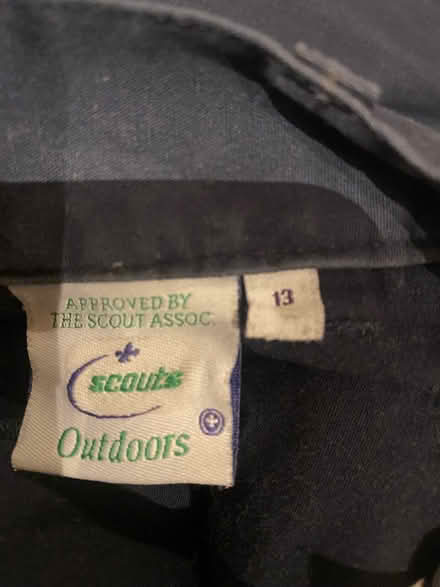 APPROVED BY
THE SCOUT ASSOC.
scouts
Outdoors
13